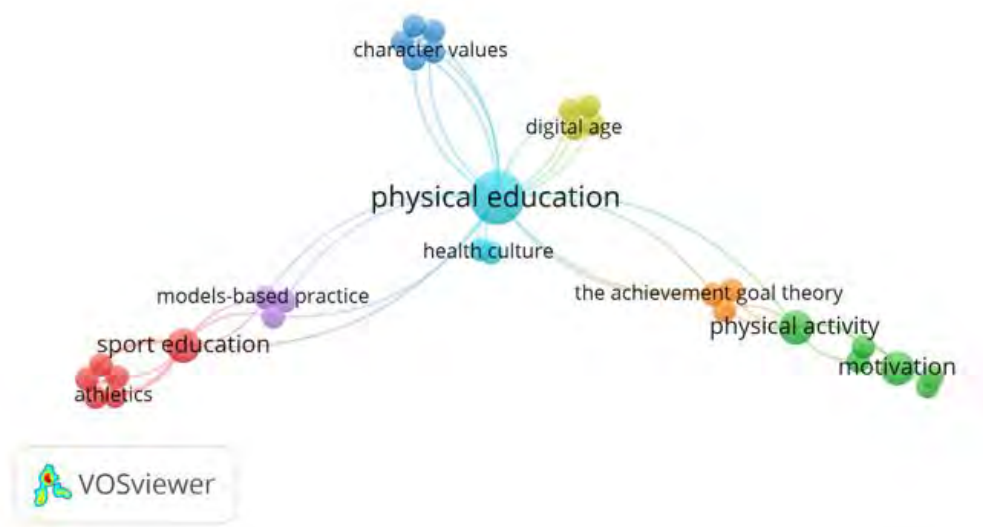 character values
digital age
physical education
health culture
models-based practice
the achievement goal theory
physical activity
sport education
motivation
athletics
VOSviewer